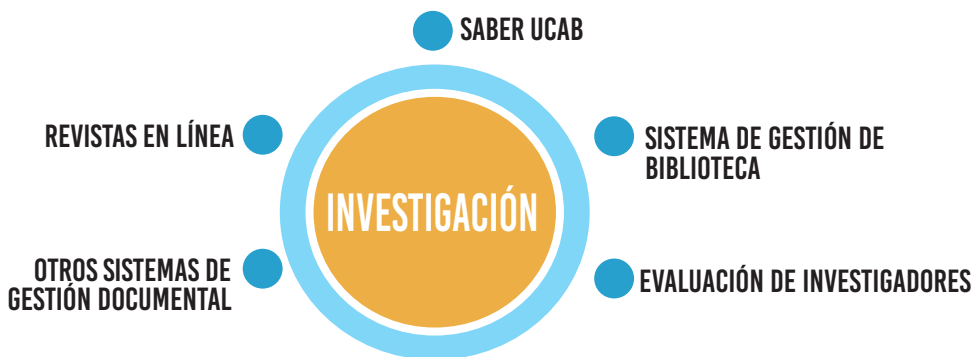 SABER UCAB
REVISTAS EN LÍNEA
SISTEMA DE GESTIÓN DE
BIBLIOTECA
INVESTIGACIÓN
OTROS SISTEMAS DE
GESTIÓN DOCUMENTAL
EVALUACIÓN DE INVESTIGADORES